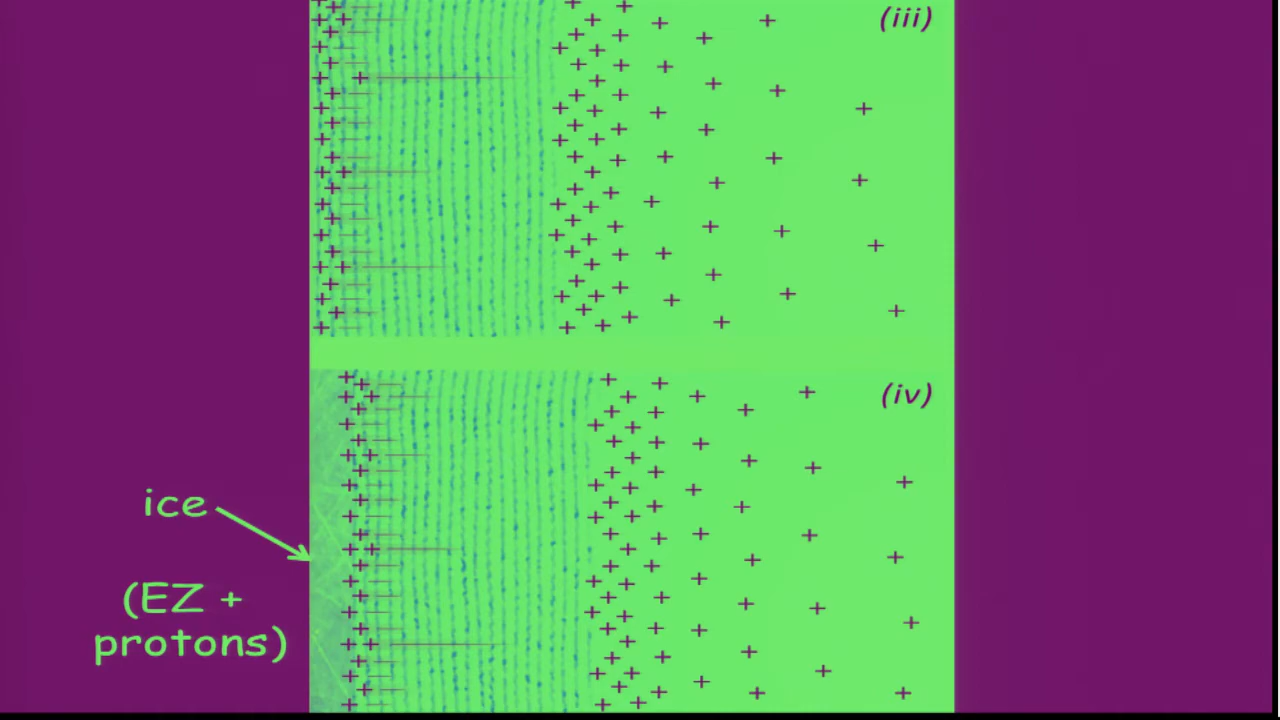 (iii)
(iv)
ice
(EZ +
protons)